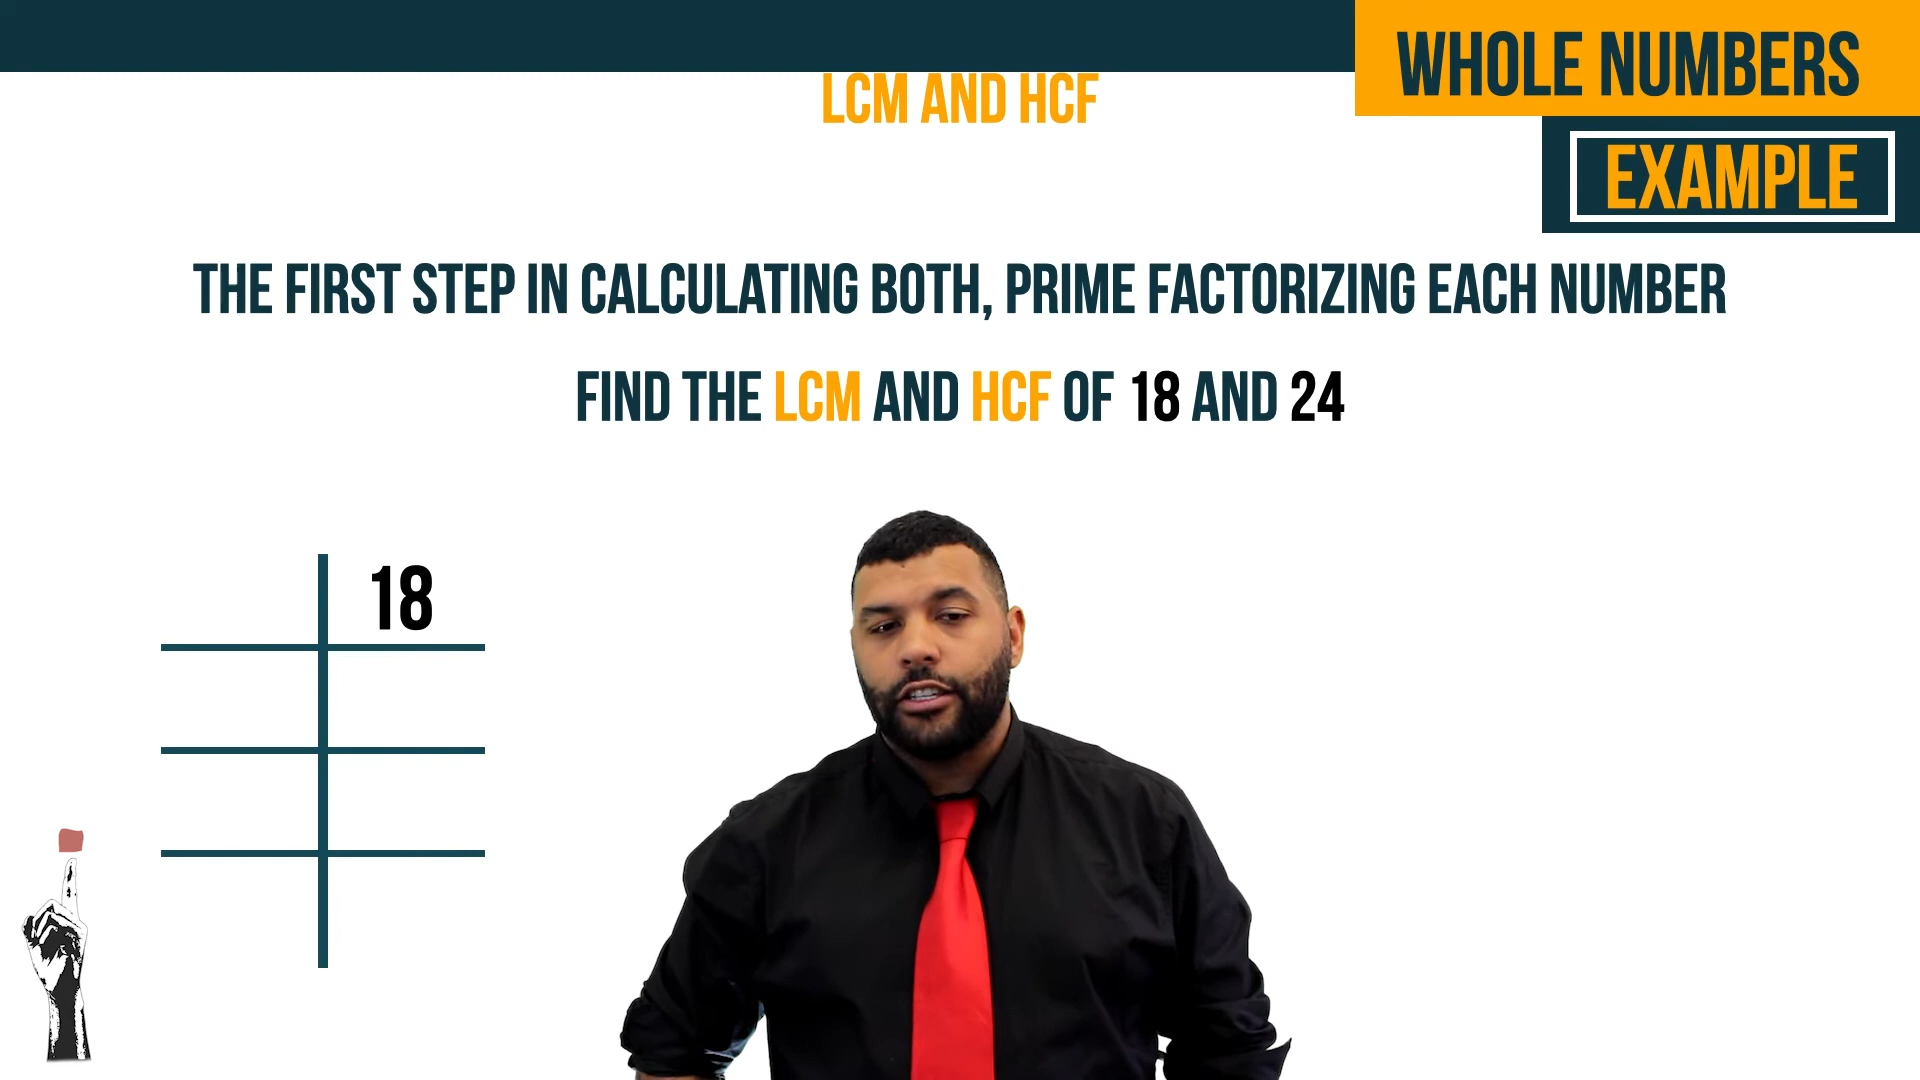 WHOLE NUMBERS
LCM AND HCF
EXAMPLE
THE FIRST STEP IN CALCULATING BOTH, PRIME FACTORIZING EACH NUMBER
FIND THE LCM AND HCF OF 18 AND 24
18